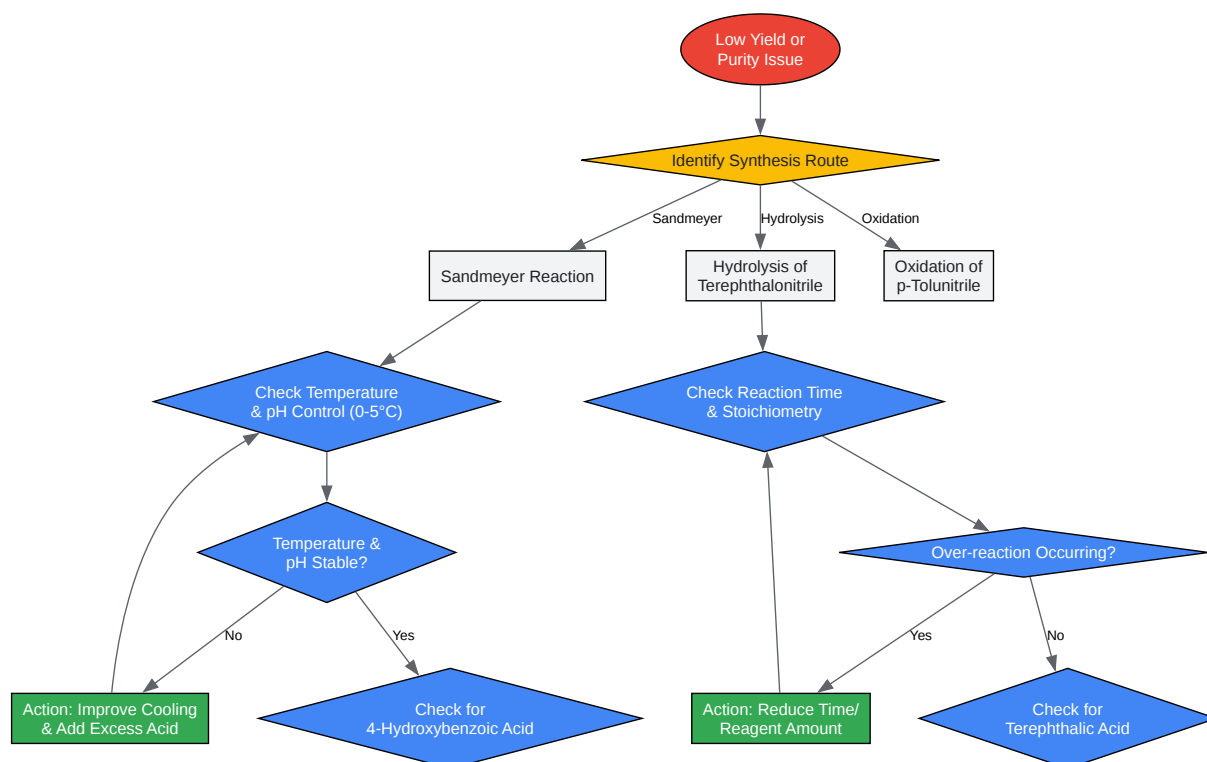 Low Yield or
Purity Issue
Identify Synthesis Route
Sandmeyer
Hydrolysis
Oxidation
Sandmeyer Reaction
Hydrolysis of
Terephthalonitrile
Oxidation of
p-Tolunitrile
Check Temperature
& pH Control (0-5°C)
Check Reaction Time
& Stoichiometry
Temperature &
pH Stable?
Over-reaction Occurring?
No
Yes
Yes
No
Action: Improve Cooling
& Add Excess Acid
Check for
4-Hydroxybenzoic Acid
Action: Reduce Time/
Reagent Amount
Check for
Terephthalic Acid